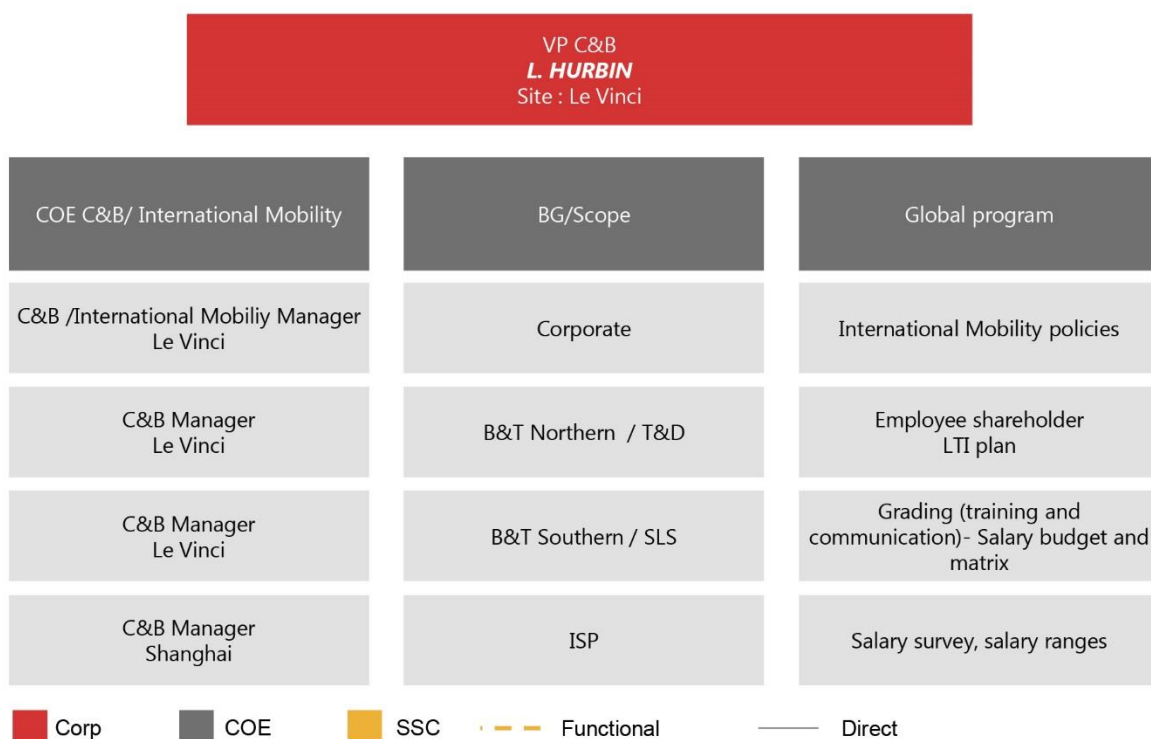 VP C&B
L. HURBIN
Site : Le Vinci
COE C&B/ International Mobility
BG/Scope
Global program
C&B /International Mobiliy Manager
Le Vinci
Corporate
International Mobility policies
C&B Manager
Le Vinci
B&T Northern / T&D
Employee shareholder
LTI plan
C&B Manager
Le Vinci
B&T Southern / SLS
Grading (training and
communication)- Salary budget and
matrix
C&B Manager
Shanghai
ISP
Salary survey, salary ranges
Corp
COE
SSC
Functional
Direct